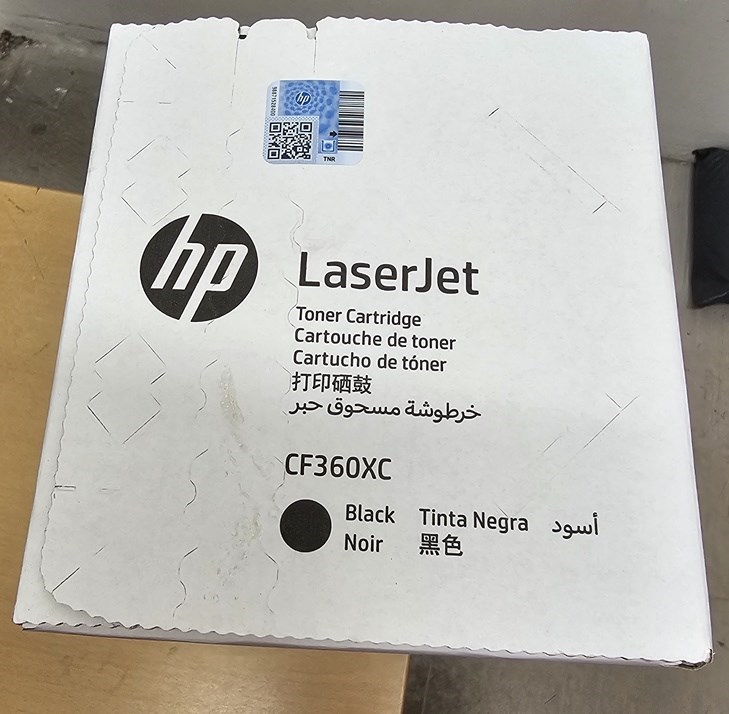 hp
TNR
hp
LaserJet
Toner Cartridge
Cartouche de toner
Cartucho de tóner
打印硒鼓
خرطوشة مسحوق حبر
CF360XC
Black Tinta Negra أسود
Noir 黑色